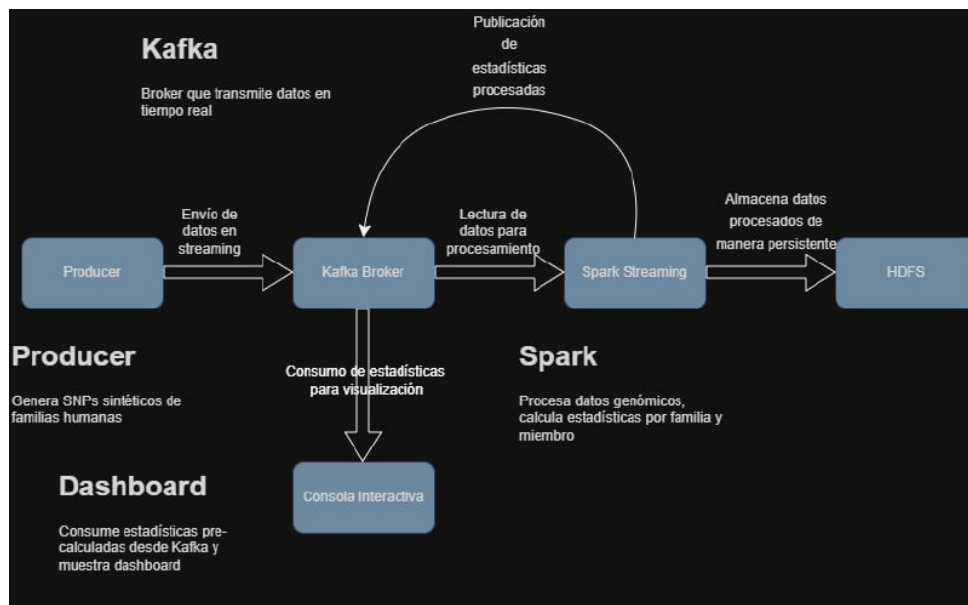 Kafka
Broker que transmite datos en
tiempo real
Publicación
de
estadísticas
procesadas
Envío de
datos en
streaming
Lectura de
datos para
procesamiento
Almacena datos
procesados de
manera persistente
Producer
Kafka Broker
Spark Streaming
HDFS
Producer
Genera SNPs sintéticos de
familias humanas
Consumo de estadísticas
para visualización
Spark
Procesa datos genómicos,
calcula estadísticas por familia y
miembro
Dashboard
Consume estadísticas pre-
calculadas desde Kafka y
muestra dashboard
Consola Interactiva